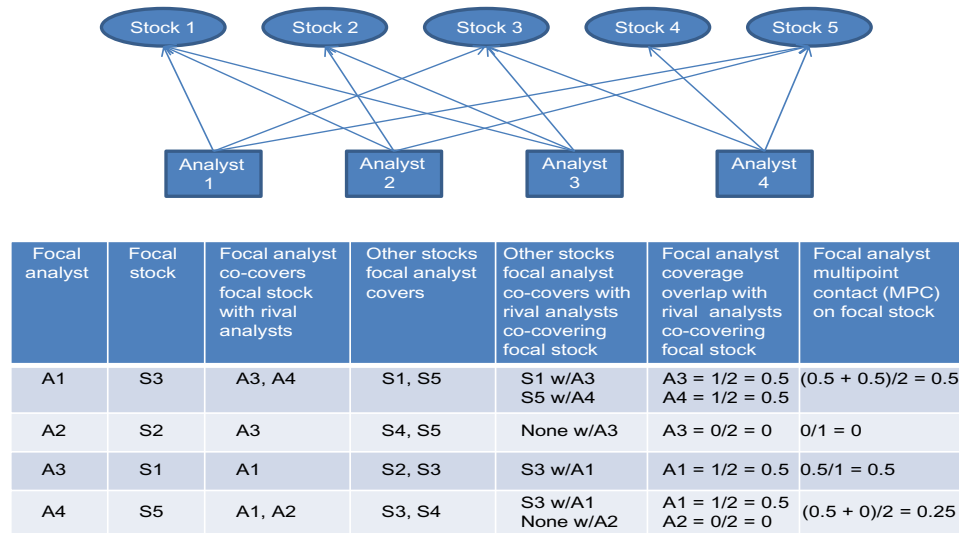 Stock 1 Stock 2 Stock 3 Stock 4 Stock 5
Analyst
1
Analyst
2
Analyst
3
Analyst
4
Focal
analyst
Focal
stock
Focal analyst
co-covers
focal stock
with rival
analysts
Other stocks
focal analyst
covers
Other stocks
focal analyst
co-covers with
rival analysts
co-covering
focal stock
Focal analyst
coverage
overlap with
rival analysts
co-covering
focal stock
Focal analyst
multipoint
contact (MPC)
on focal stock
A1
S3
A3, A4
S1, S5
S1 w/A3
S5 w/A4
A3 = 1/2 = 0.5
A4 = 1/2 = 0.5
(0.5 + 0.5)/2 = 0.5
A2
S2
A3
S4, S5
None w/A3
A3 = 0/2 = 0
0/1 = 0
A3
S1
A1
S2, S3
S3 w/A1
A1 = 1/2 = 0.5
0.5/1 = 0.5
A4
S5
A1, A2
S3, S4
S3 w/A1
None w/A2
A1 = 1/2 = 0.5
A2 = 0/2 = 0
(0.5 + 0)/2 = 0.25